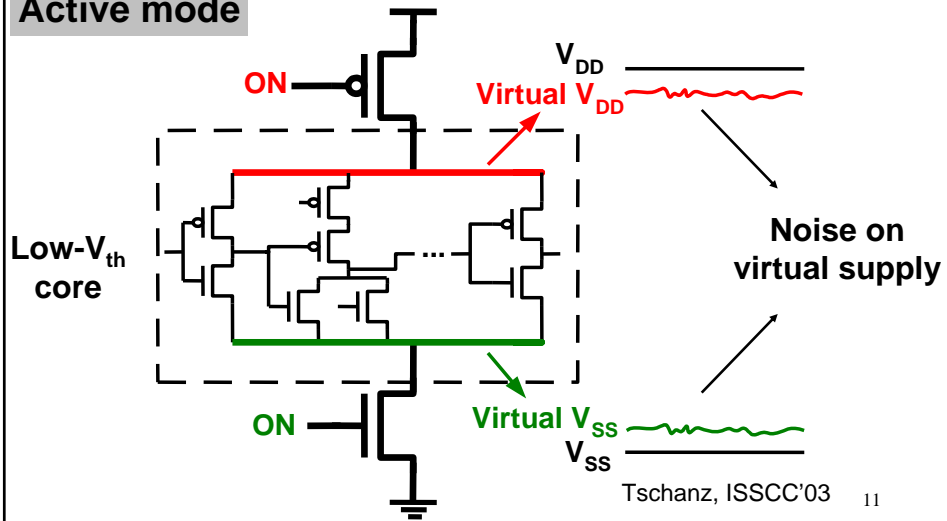 Active mode
ON
V_DD
Virtual V_DD
Low-V_th
core
...
Noise on
virtual supply
ON
Virtual V_SS
V_SS
Tschanz, ISSCC'03
11